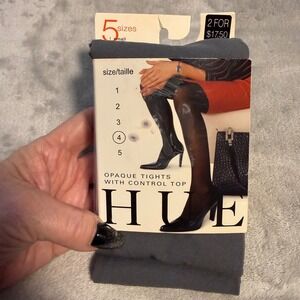 5 sizes
2 FOR
$17.50
size/taille
1
2
3
4
5
OPAQUE TIGHTS
WITH CONTROL TOP
HUE